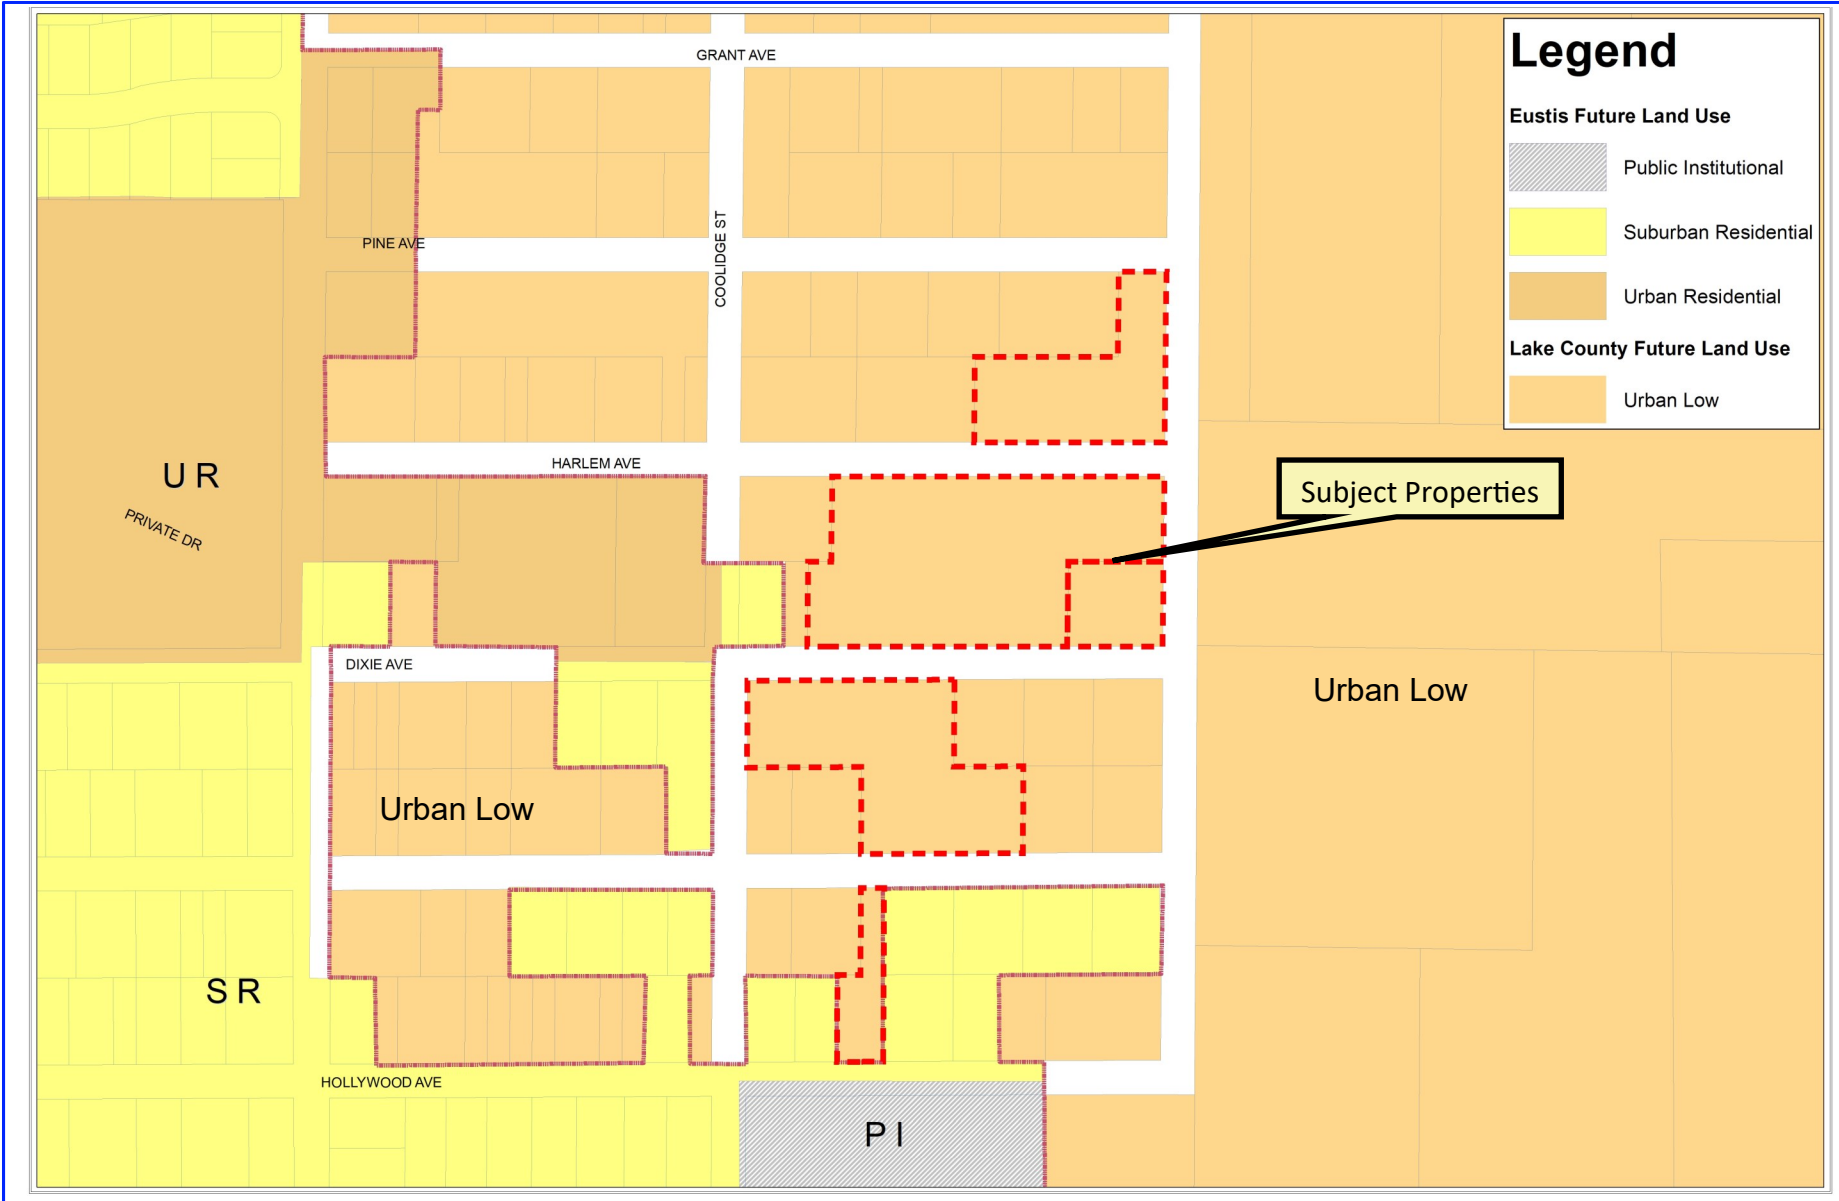 GRANT AVE
Legend
Eustis Future Land Use
Public Institutional
Suburban Residential
Urban Residential
Lake County Future Land Use
Urban Low
PINE AVE
COOLIDGE ST
HARLEM AVE
U R
PRIVATE DR
Subject Properties
DIXIE AVE
Urban Low
Urban Low
S R
HOLLYWOOD AVE
P I